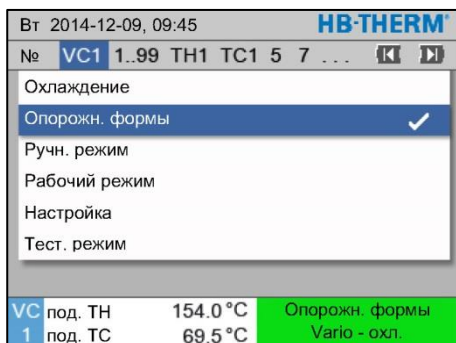 Вт 2014-12-09, 09:45 HB-THERM®
№ VC1 1..99 TH1 TC1 5 7 ...
Охлаждение
Опорожн. формы
Ручн. режим
Рабочий режим
Настройка
Тест. режим
VC под. TH 154.0 °C Опорожн. формы
1 под. TC 69.5 °C Vario - охл.